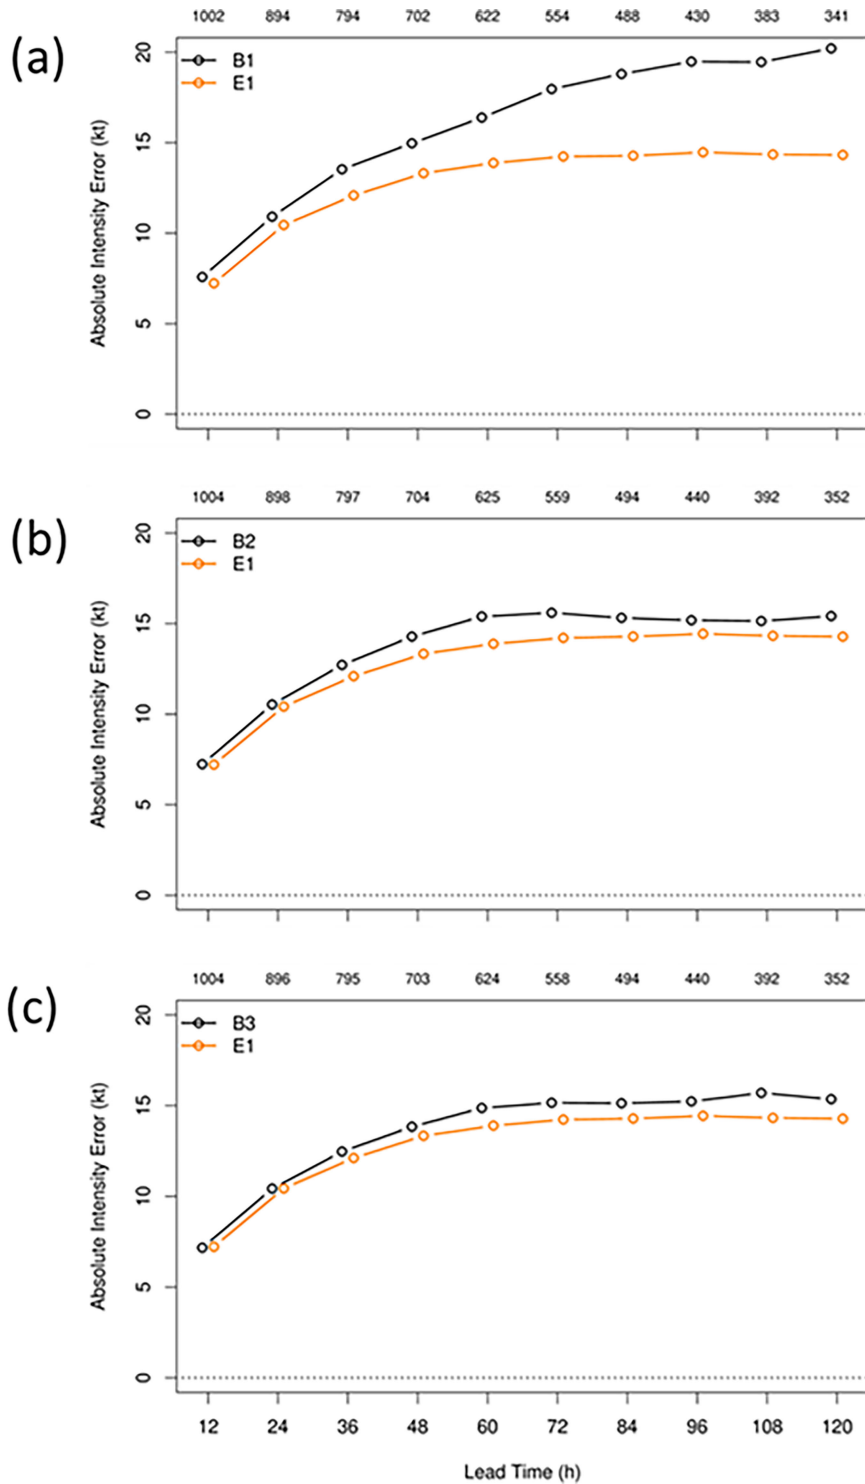 (a)
1002 894 794 702 622 554 488 430 383 341
B1
E1
Absolute Intensity Error (kt)
20
15
10
5
0
(b)
1004 898 797 704 625 559 494 440 392 352
B2
E1
Absolute Intensity Error (kt)
20
15
10
5
0
(c)
1004 896 795 703 624 558 494 440 392 352
B3
E1
Absolute Intensity Error (kt)
20
15
10
5
0
12 24 36 48 60 72 84 96 108 120
Lead Time (h)